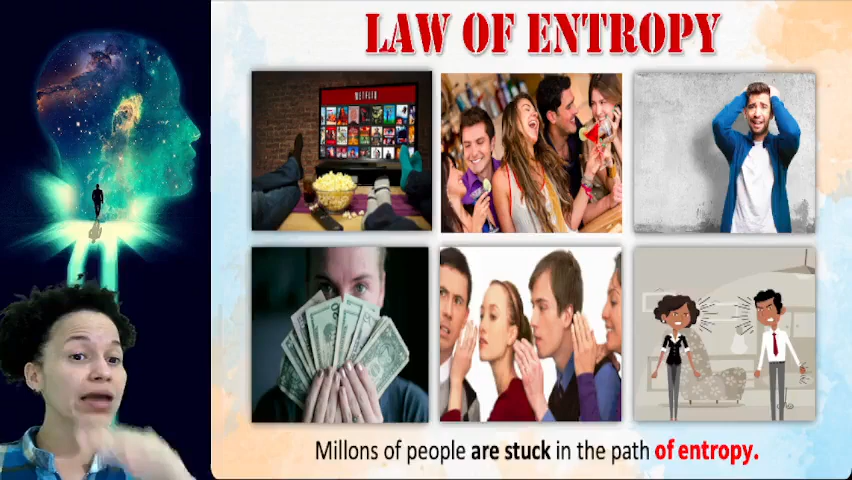 LAW OF ENTROPY
NETFLIX
Millons of people are stuck in the path of entropy.